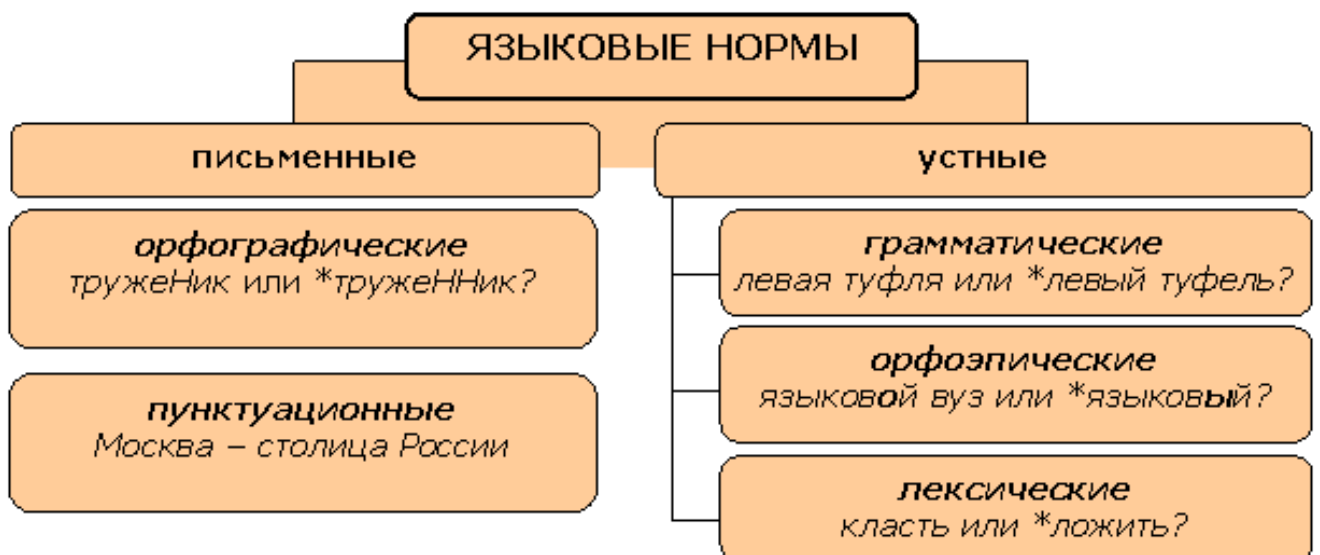 ЯЗЫКОВЫЕ НОРМЫ
письменные
орфографические
тружеНик или *тружеННик?
пунктуационные
Москва – столица России
устные
грамматические
левая туфля или *левый туфель?
орфоэпические
языковой вуз или *языковый?
лексические
класть или *ложить?